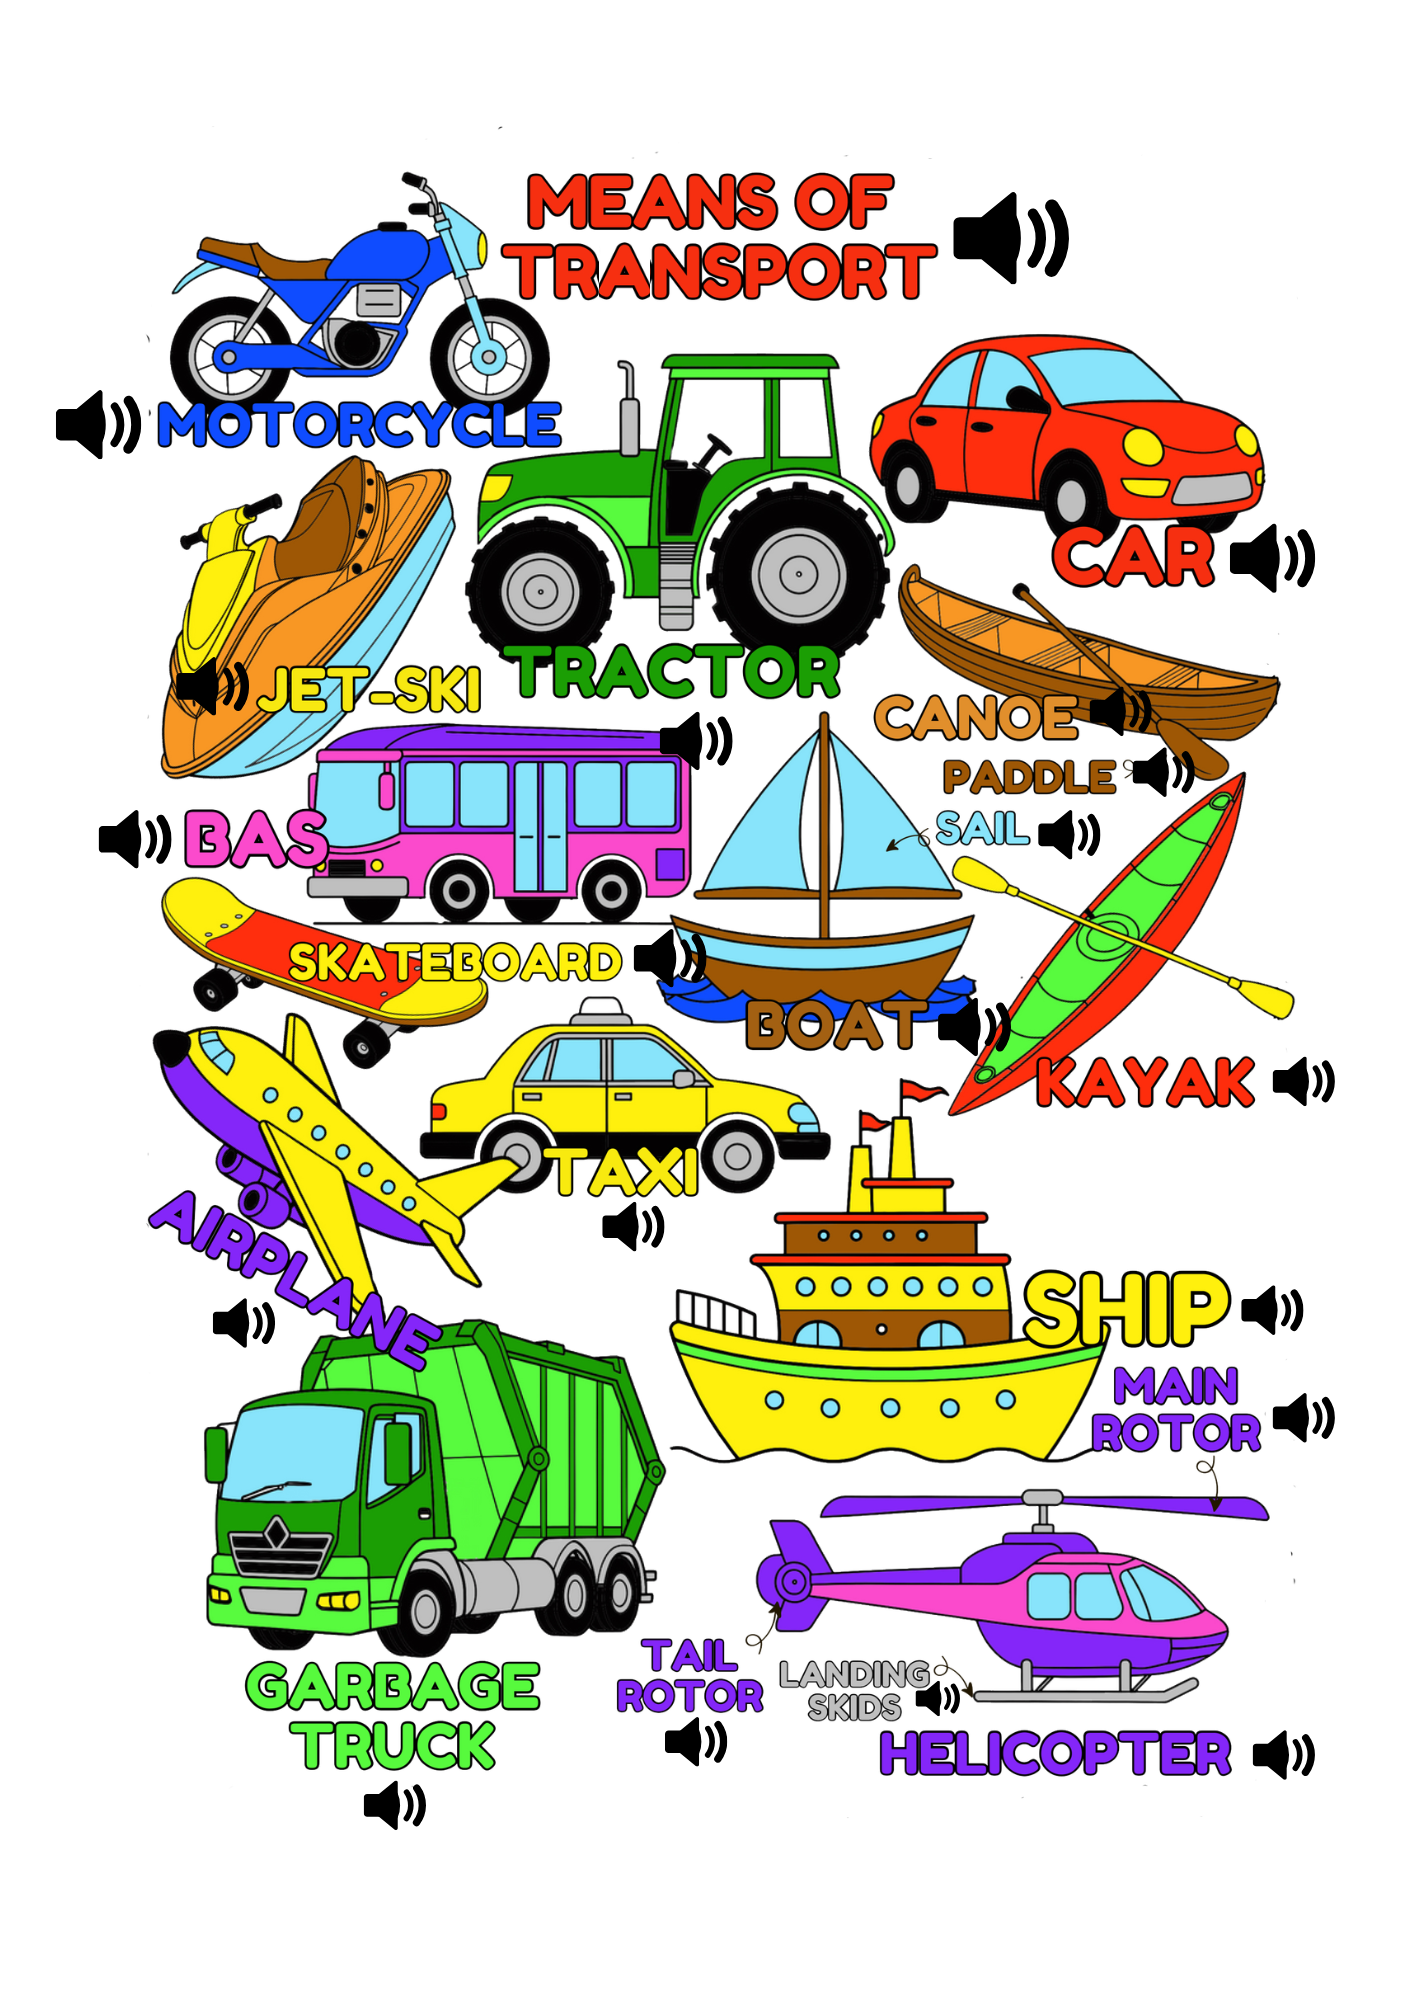 MEANS OF
TRANSPORT
MOTORCYCLE
CAR
TRACTOR
JET-SKI
CANOE
PADDLE
SAIL
BAS
SKATEBOARD
BOAT
KAYAK
TAXI
AIRPLANE
SHIP
MAIN
ROTOR
TAIL
ROTOR
LANDING
SKIDS
HELICOPTER
GARBAGE
TRUCK